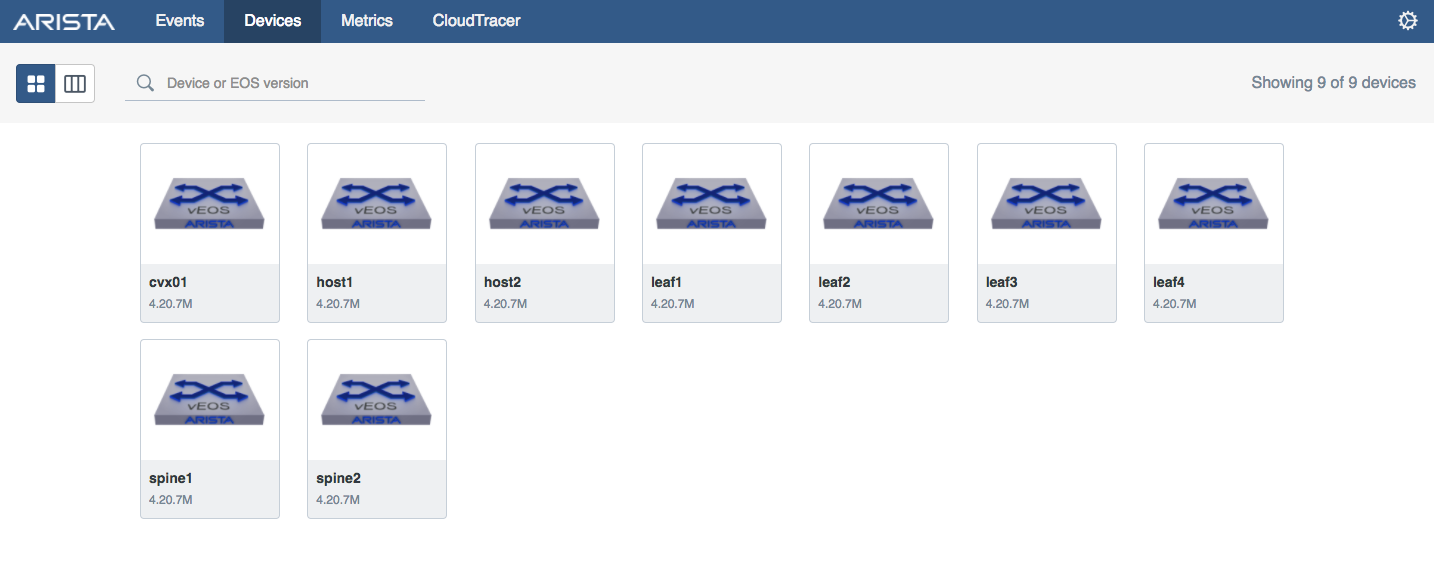 ARISTA Events Devices Metrics CloudTracer
Device or EOS version Showing 9 of 9 devices
vEOS vEOS vEOS vEOS vEOS vEOS vEOS
ARISTA ARISTA ARISTA ARISTA ARISTA ARISTA ARISTA
cvx01 host1 host2 leaf1 leaf2 leaf3 leaf4
4.20.7M 4.20.7M 4.20.7M 4.20.7M 4.20.7M 4.20.7M 4.20.7M
vEOS vEOS
ARISTA ARISTA
spine1 spine2
4.20.7M 4.20.7M